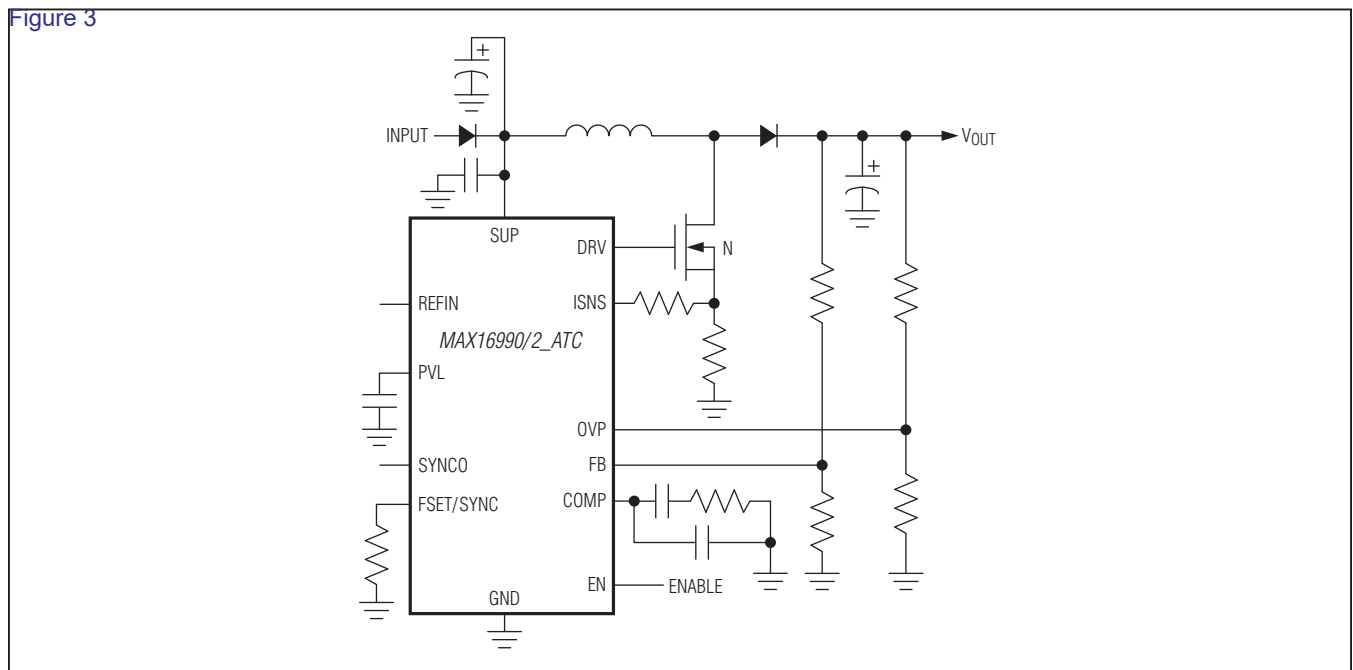 Figure 3
+
INPUT
VOUT
+
SUP
DRV
N
REFIN
ISNS
MAX16990/2_ATC
PVL
OVP
SYNCO
FB
FSET/SYNC
COMP
EN
ENABLE
GND